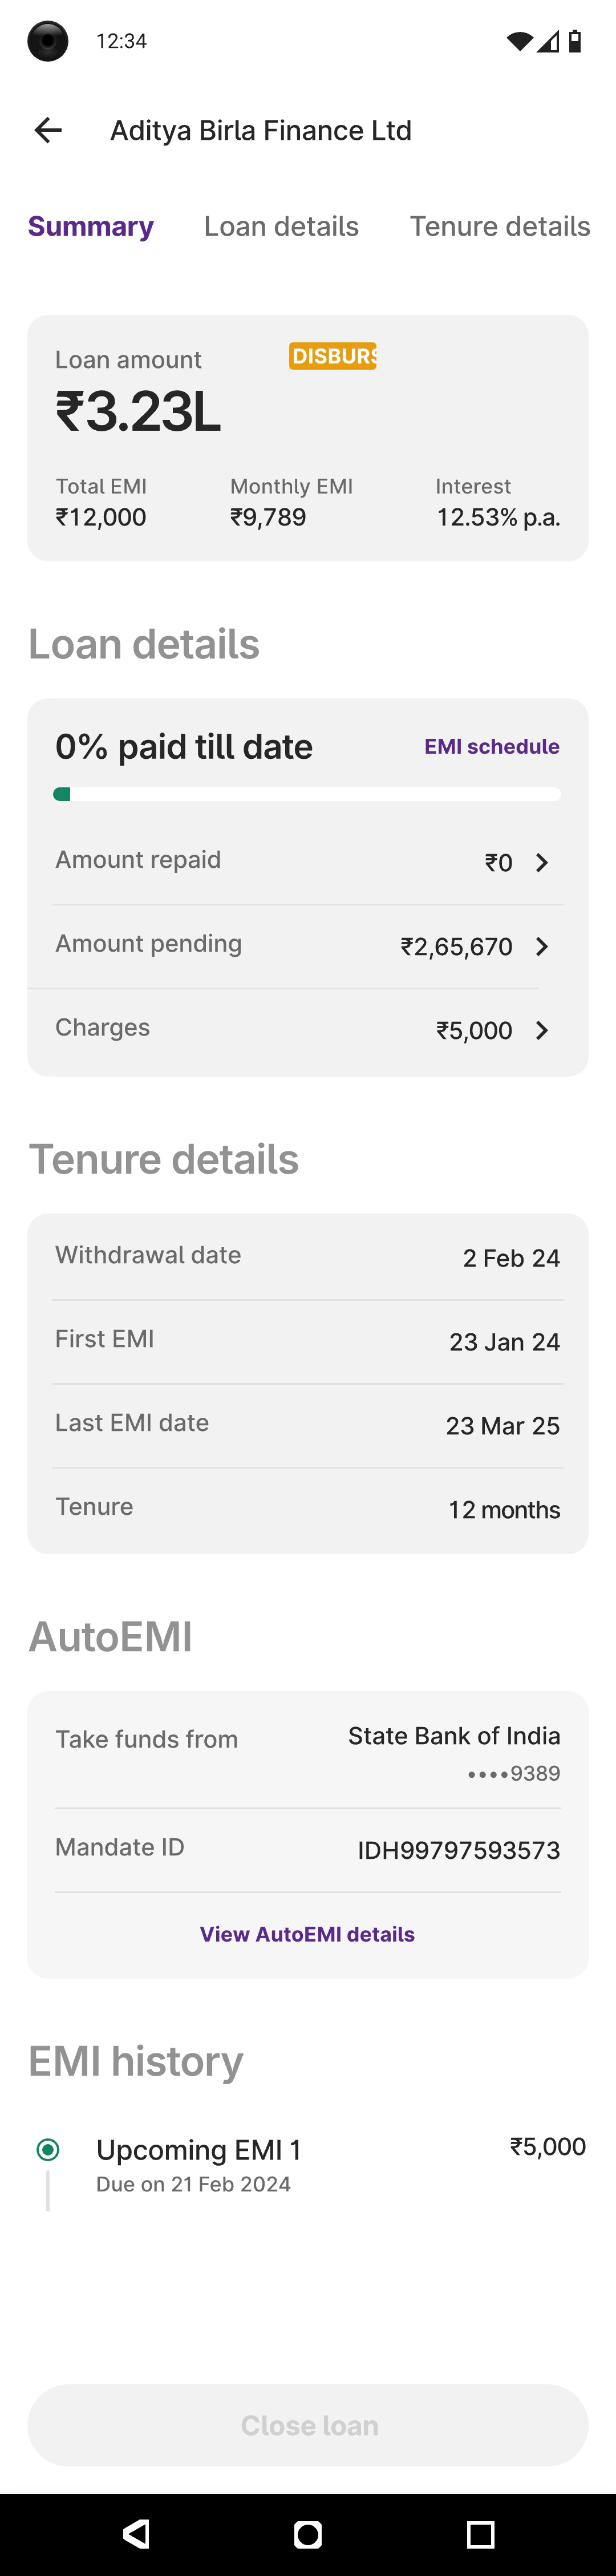 12:34
Aditya Birla Finance Ltd
Summary Loan details Tenure details
Loan amount DISBURS
₹3.23L
Total EMI Monthly EMI Interest
₹12,000 ₹9,789 12.53% p.a.
Loan details
0% paid till date EMI schedule
Amount repaid ₹0
Amount pending ₹2,65,670
Charges ₹5,000
Tenure details
Withdrawal date 2 Feb 24
First EMI 23 Jan 24
Last EMI date 23 Mar 25
Tenure 12 months
AutoEMI
Take funds from State Bank of India
••••9389
Mandate ID IDH99797593573
View AutoEMI details
EMI history
Upcoming EMI 1 ₹5,000
Due on 21 Feb 2024
Close loan